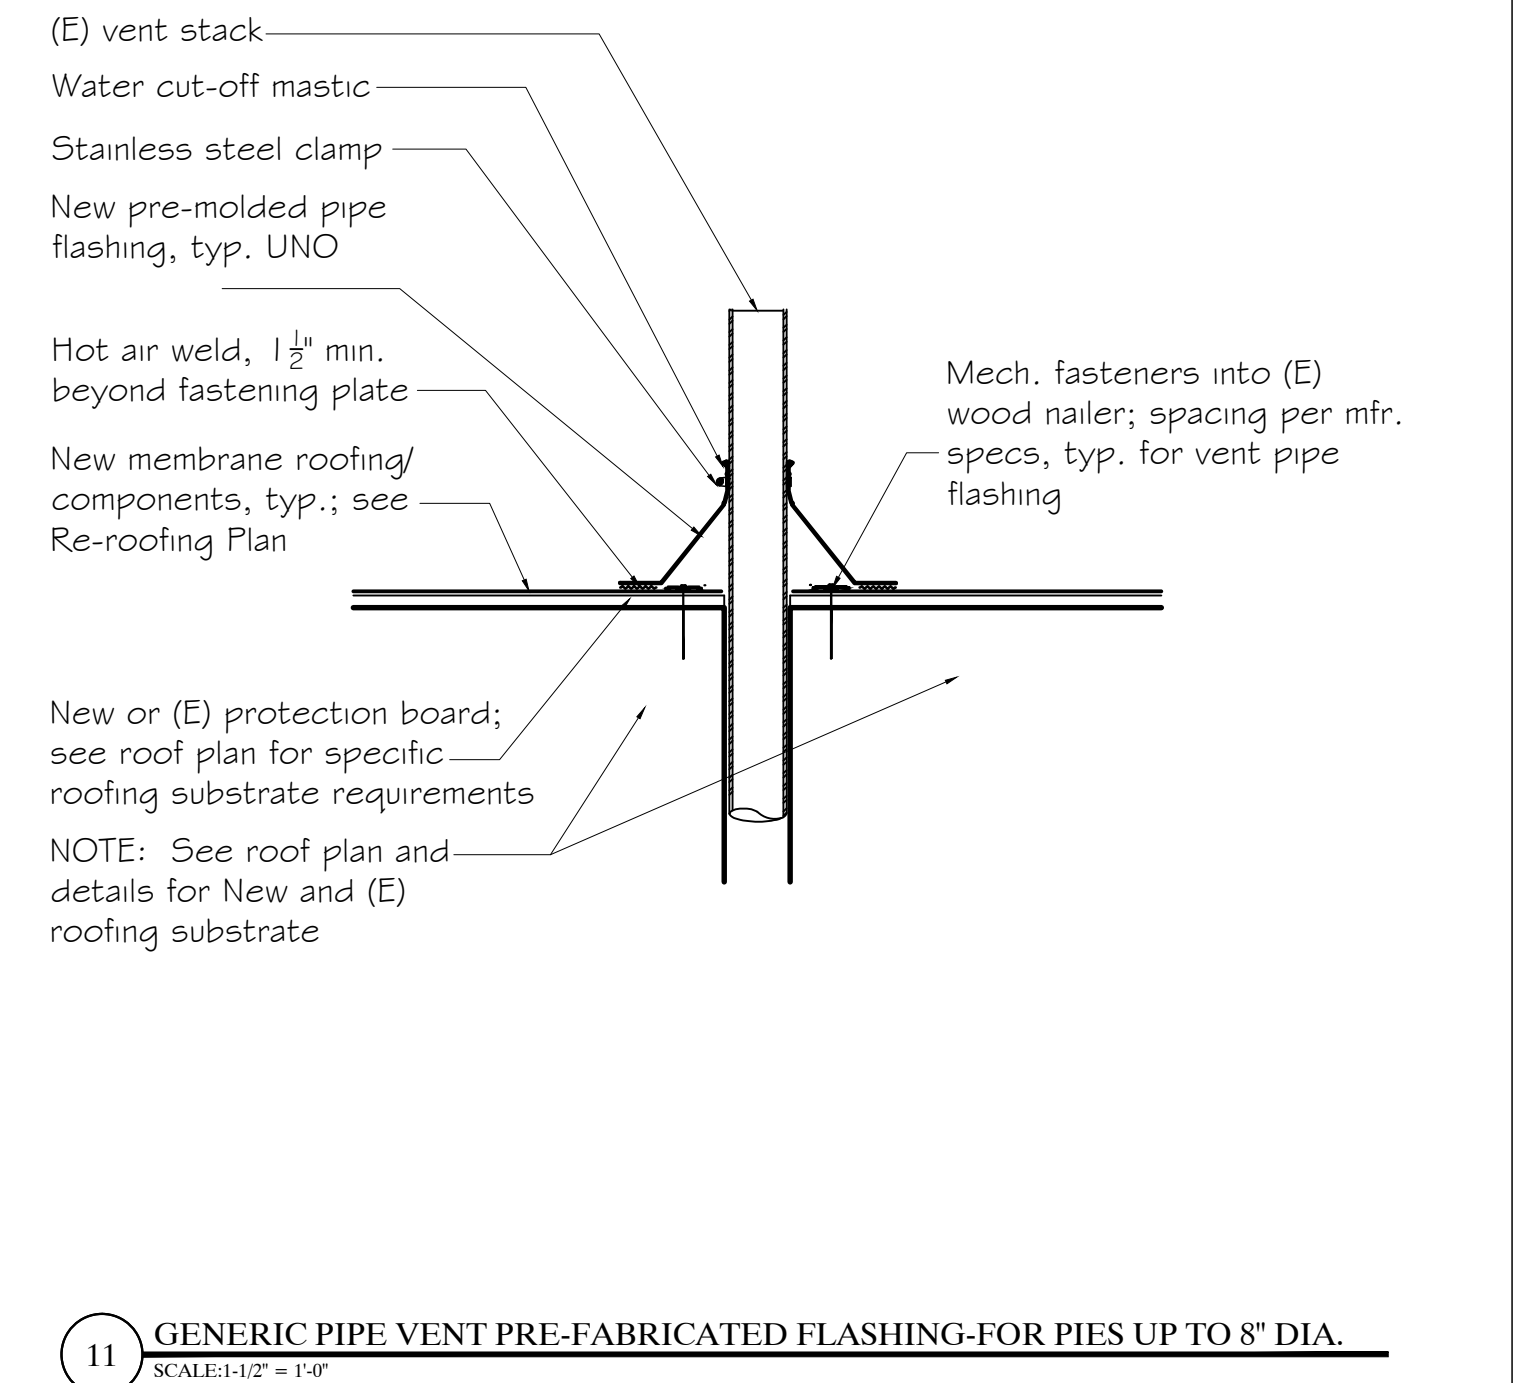 (E) vent stack
Water cut-off mastic
Stainless steel clamp
New pre-molded pipe
flashing, typ. UNO
Hot air weld, 1 1/2" min.
beyond fastening plate
New membrane roofing/
components, typ.; see
Re-roofing Plan
Mech. fasteners into (E)
wood nailer; spacing per mfr.
specs, typ. for vent pipe
flashing
New or (E) protection board;
see roof plan for specific
roofing substrate requirements
NOTE: See roof plan and
details for New and (E)
roofing substrate
11
GENERIC PIPE VENT PRE-FABRICATED FLASHING-FOR PIES UP TO 8" DIA.
SCALE:1-1/2" = 1'-0"